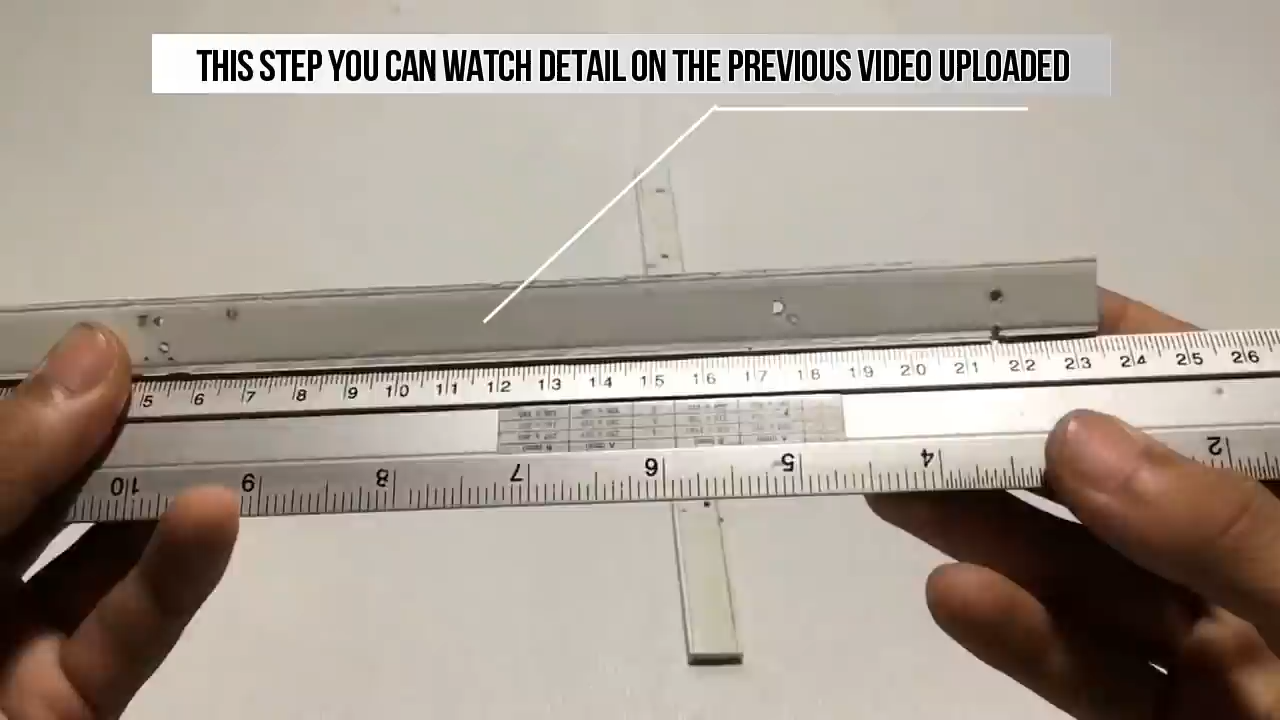 THIS STEP YOU CAN WATCH DETAIL ON THE PREVIOUS VIDEO UPLOADED
5 6 7 8 9 10 11 12 13 14 15 16 17 18 19 20 21 22 23 24 25 26
10 9 8 7 6 5 4 2